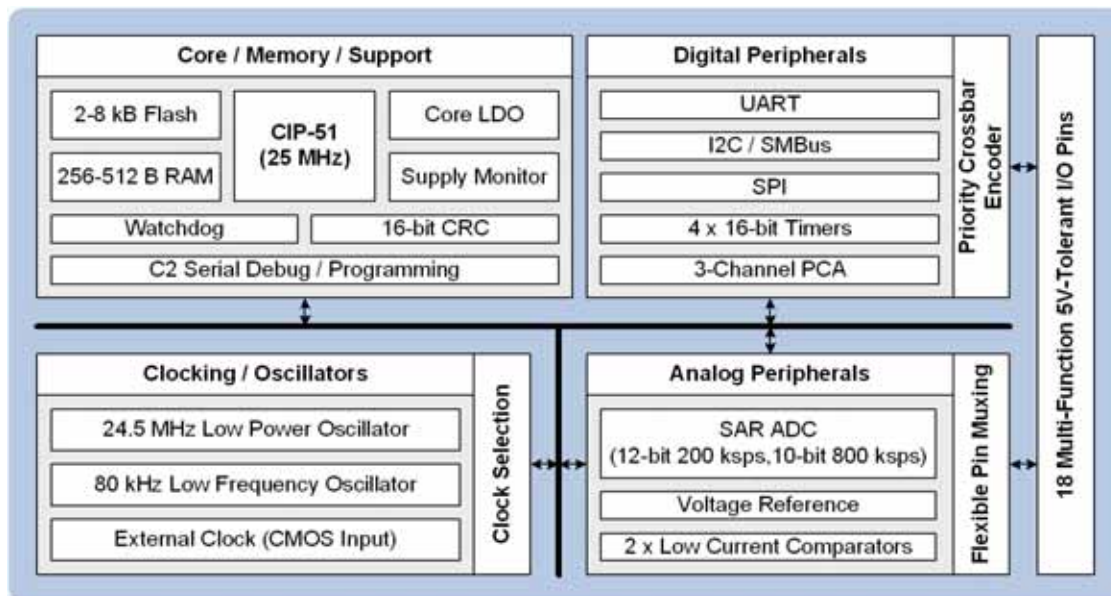 Core / Memory / Support
2-8 kB Flash
CIP-51
(25 MHz)
Core LDO
256-512 B RAM
Supply Monitor
Watchdog
16-bit CRC
C2 Serial Debug / Programming
Digital Peripherals
UART
I2C / SMBus
SPI
4 x 16-bit Timers
3-Channel PCA
Priority Crossbar
Encoder
Clocking / Oscillators
24.5 MHz Low Power Oscillator
80 kHz Low Frequency Oscillator
External Clock (CMOS Input)
Clock Selection
Analog Peripherals
SAR ADC
(12-bit 200 ksps,10-bit 800 ksps)
Voltage Reference
2 x Low Current Comparators
Flexible Pin Muxing
18 Multi-Function 5V-Tolerant I/O Pins